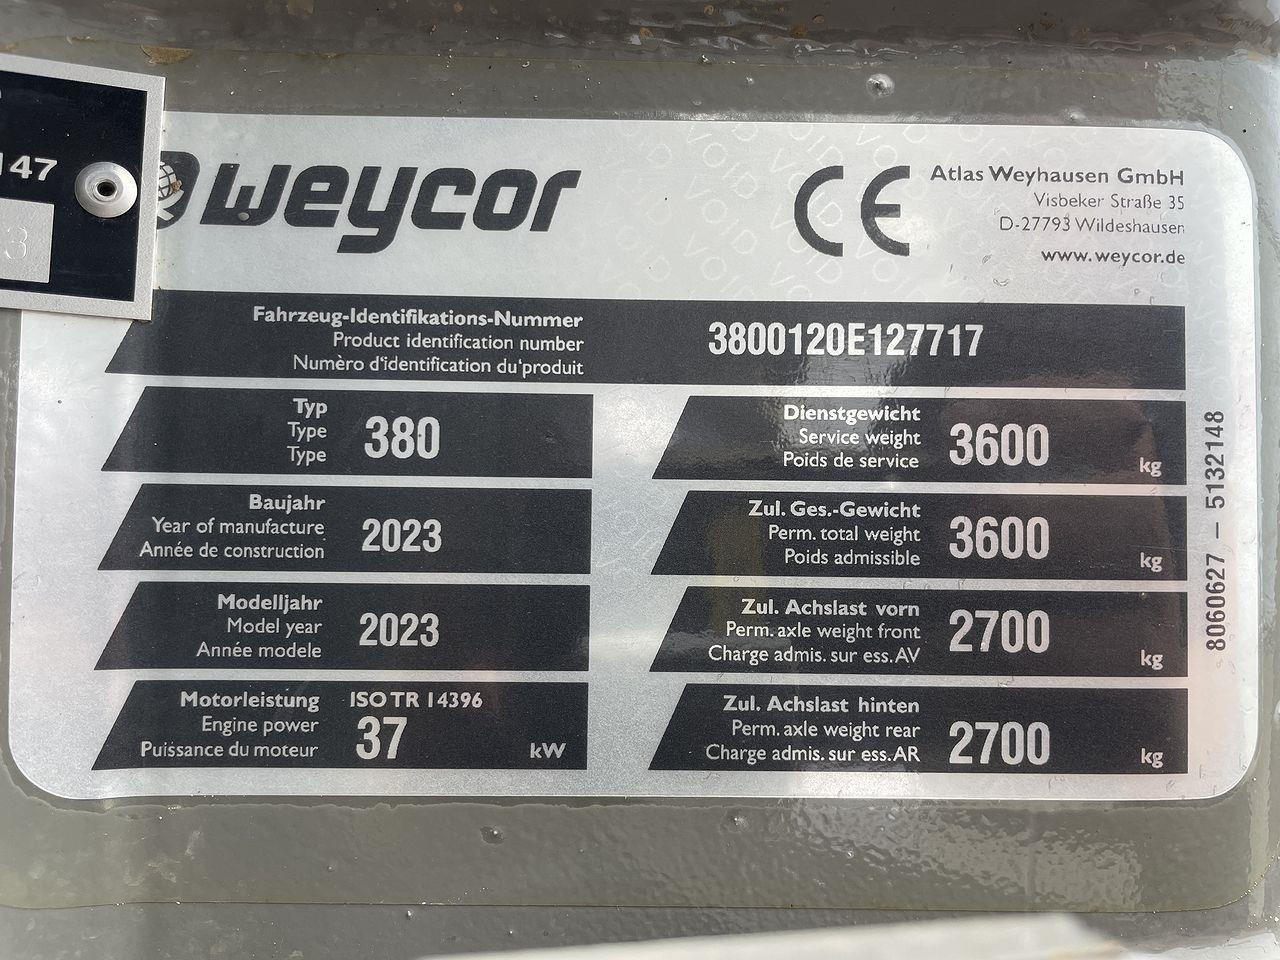 147
3
weycor
CE
Atlas Weyhausen GmbH
Visbeker Straße 35
D-27793 Wildeshausen
www.weycor.de
Fahrzeug-Identifikations-Nummer
Product identification number
Numèro d'identification du'produit
3800120E127717
Typ
Type
Type
380
Baujahr
Year of manufacture
Année de construction
2023
Modelljahr
Model year
Année modele
2023
Motorleistung
Engine power
Puissance du moteur
ISO TR 14396
37
kW
Dienstgewicht
Service weight
Poids de service
3600
kg
Zul. Ges.-Gewicht
Perm. total weight
Poids admissible
3600
kg
Zul. Achslast vorn
Perm. axle weight front
Charge admis. sur ess. AV
2700
kg
Zul. Achslast hinten
Perm. axle weight rear
Charge admis. sur ess. AR
2700
kg
8060627 – 5132148